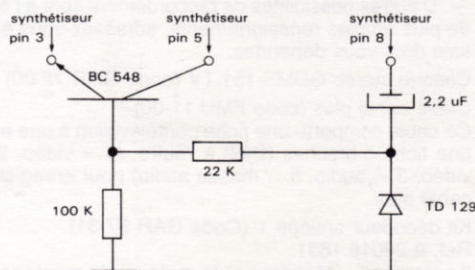 synthétiseur synthétiseur synthétiseur
pin 3 pin 5 pin 8
BC 548
2,2 uF
22 K
100 K
TD 129